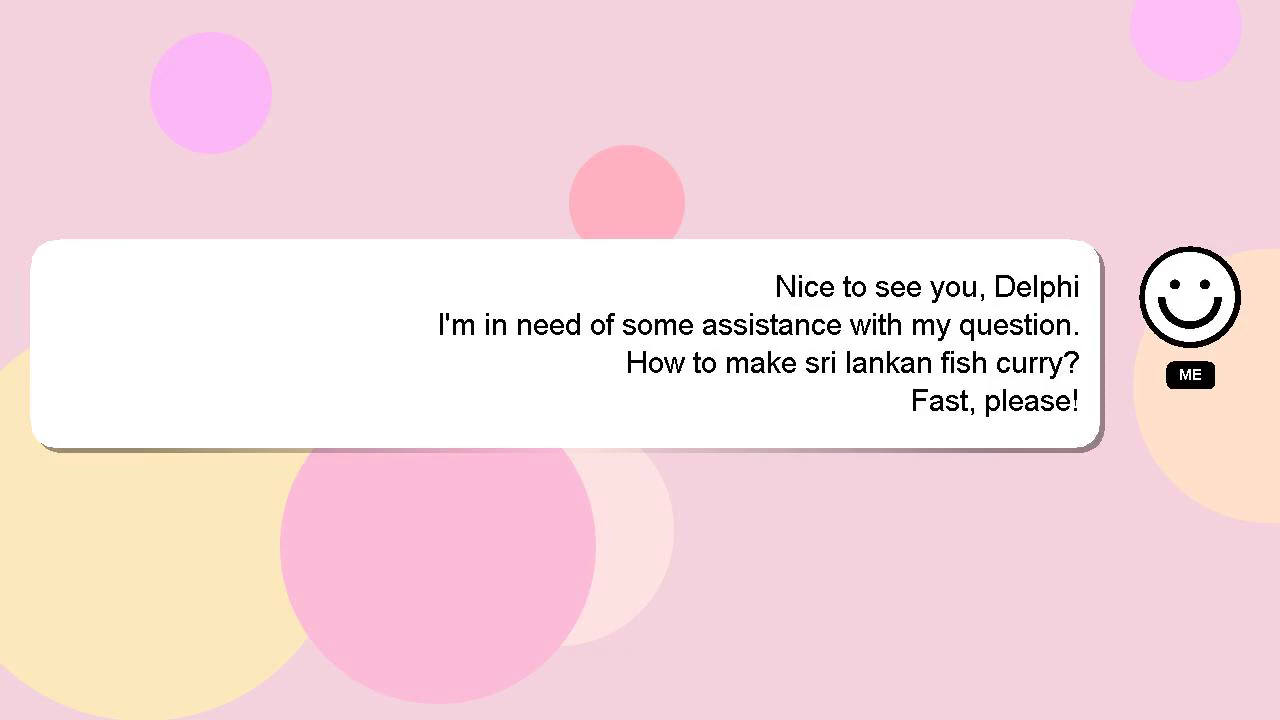 Nice to see you, Delphi
I'm in need of some assistance with my question.
How to make sri lankan fish curry?
Fast, please!
ME